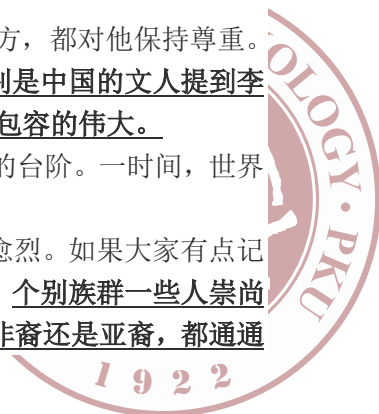 方，都对他保持尊重。
刂是中国的文人提到李
包容的伟大。
的台阶。一时间，世界
愈烈。如果大家有点记
个别族群一些人崇尚
非裔还是亚裔，都通通
OLOGY · PKU
1922